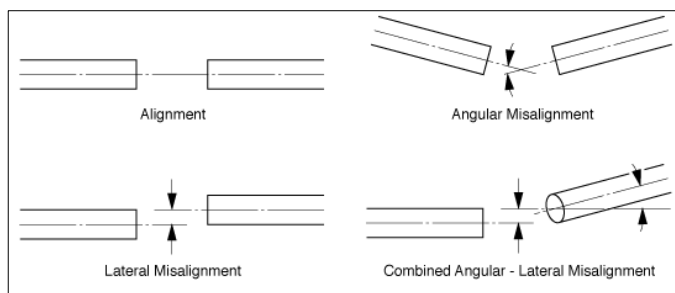 Alignment
Angular Misalignment
Lateral Misalignment
Combined Angular - Lateral Misalignment